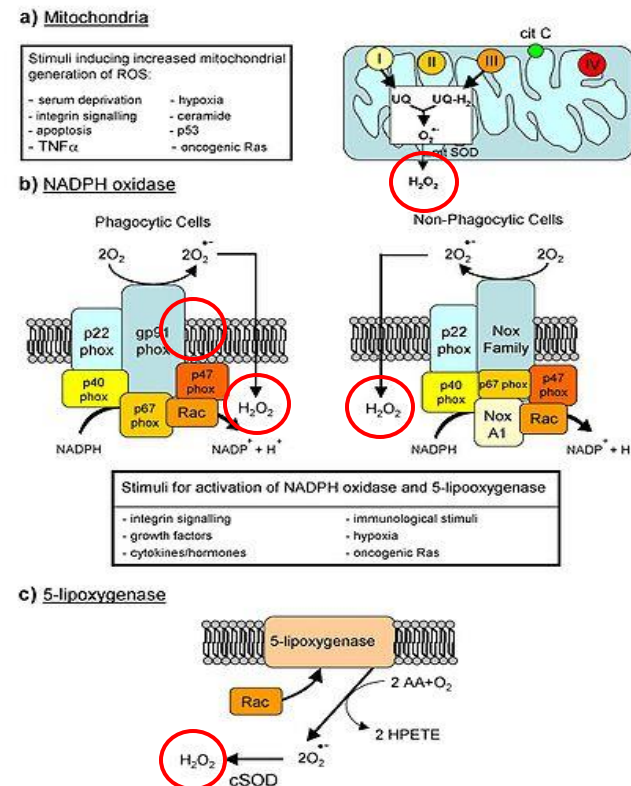 a) Mitochondria
Stimuli inducing increased mitochondrial
generation of ROS:
- serum deprivation - hypoxia
- integrin signalling - ceramide
- apoptosis - p53
- TNFα - oncogenic Ras
cit C
I II III IV
UQ UQ-H₂
O₂•-
mt SOD
H₂O₂
b) NADPH oxidase
Phagocytic Cells
2O₂ 2O₂•-
p22
phox
gp91
phox
p40
phox
p47
phox
p67
phox
Rac
H₂O₂
NADPH
NADP⁺ + H⁺
Non-Phagocytic Cells
2O₂•- 2O₂
p22
phox
Nox
Family
p40
phox
p67 phox
p47
phox
Nox
A1
Rac
H₂O₂
NADPH
NADP⁺ + H⁺
Stimuli for activation of NADPH oxidase and 5-lipooxygenase
- integrin signalling - immunological stimuli
- growth factors - hypoxia
- cytokines/hormones - oncogenic Ras
c) 5-lipoxygenase
5-lipoxygenase
Rac
2 AA+O₂
2 HPETE
H₂O₂ 2O₂•-
cSOD